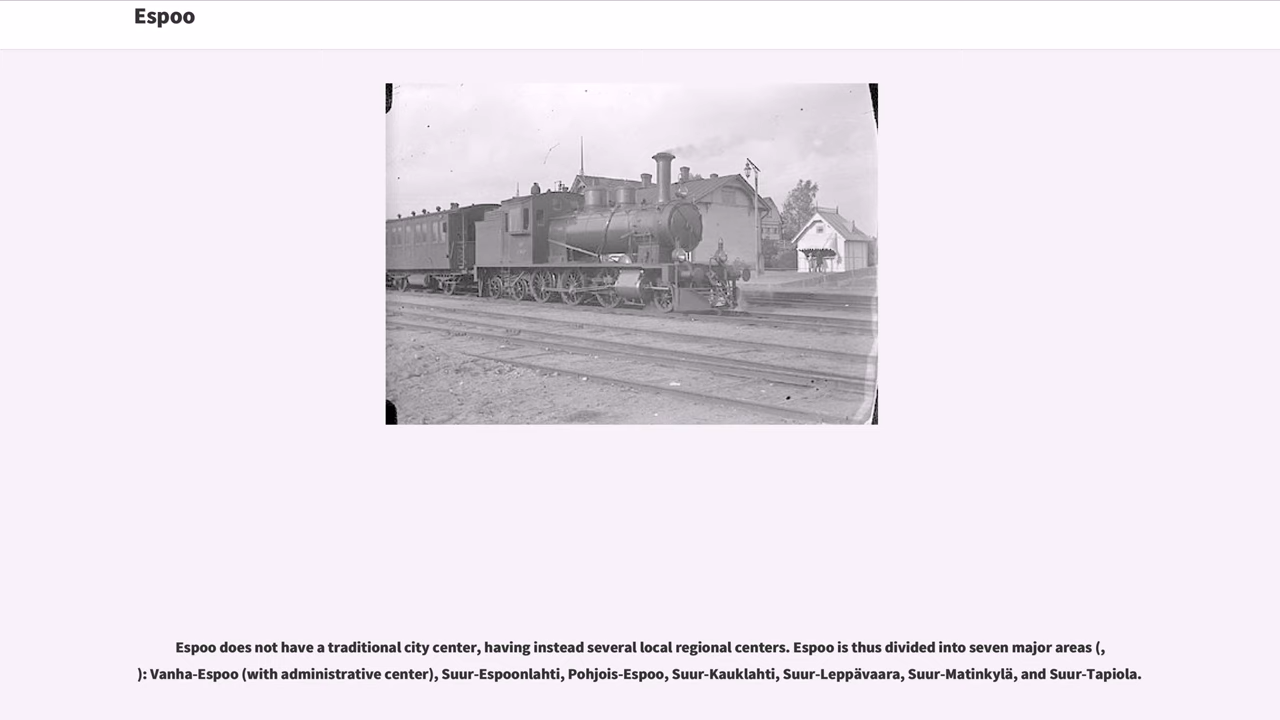 Espoo
Espoo does not have a traditional city center, having instead several local regional centers. Espoo is thus divided into seven major areas (,
): Vanha-Espoo (with administrative center), Suur-Espoonlahti, Pohjois-Espoo, Suur-Kauklahti, Suur-Leppävaara, Suur-Matinkylä, and Suur-Tapiola.